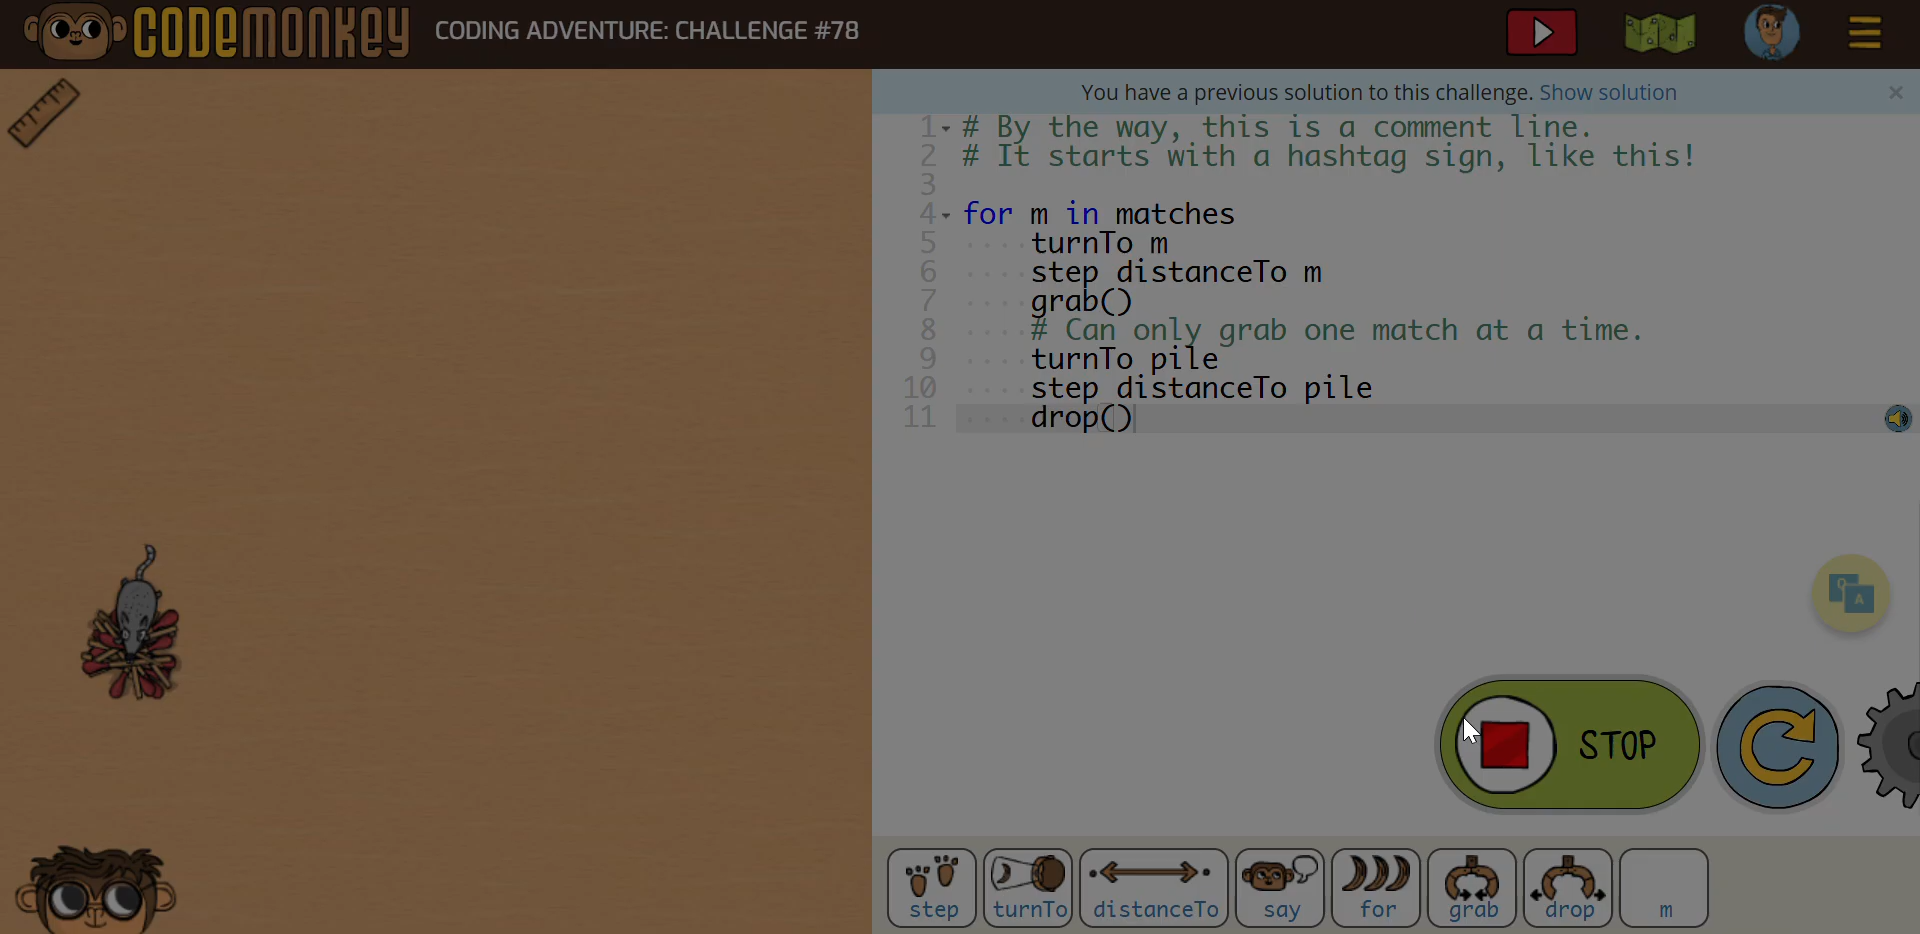 CODEMONKEY
CODING ADVENTURE: CHALLENGE #78
You have a previous solution to this challenge. Show solution ×
1 # By the way, this is a comment line.
2 # It starts with a hashtag sign, like this!
3
4 for m in matches
5 turnTo m
6 step distanceTo m
7 grab()
8 # Can only grab one match at a time.
9 turnTo pile
10 step distanceTo pile
11 drop()
Q A
STOP
step turnTo distanceTo say for grab drop m